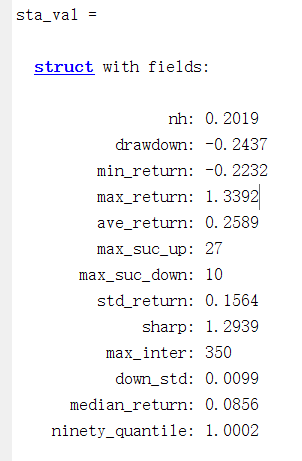 sta_val =
struct with fields:
nh: 0.2019
drawdown: -0.2437
min_return: -0.2232
max_return: 1.3392
ave_return: 0.2589
max_suc_up: 27
max_suc_down: 10
std_return: 0.1564
sharp: 1.2939
max_inter: 350
down_std: 0.0099
median_return: 0.0856
ninety_quantile: 1.0002